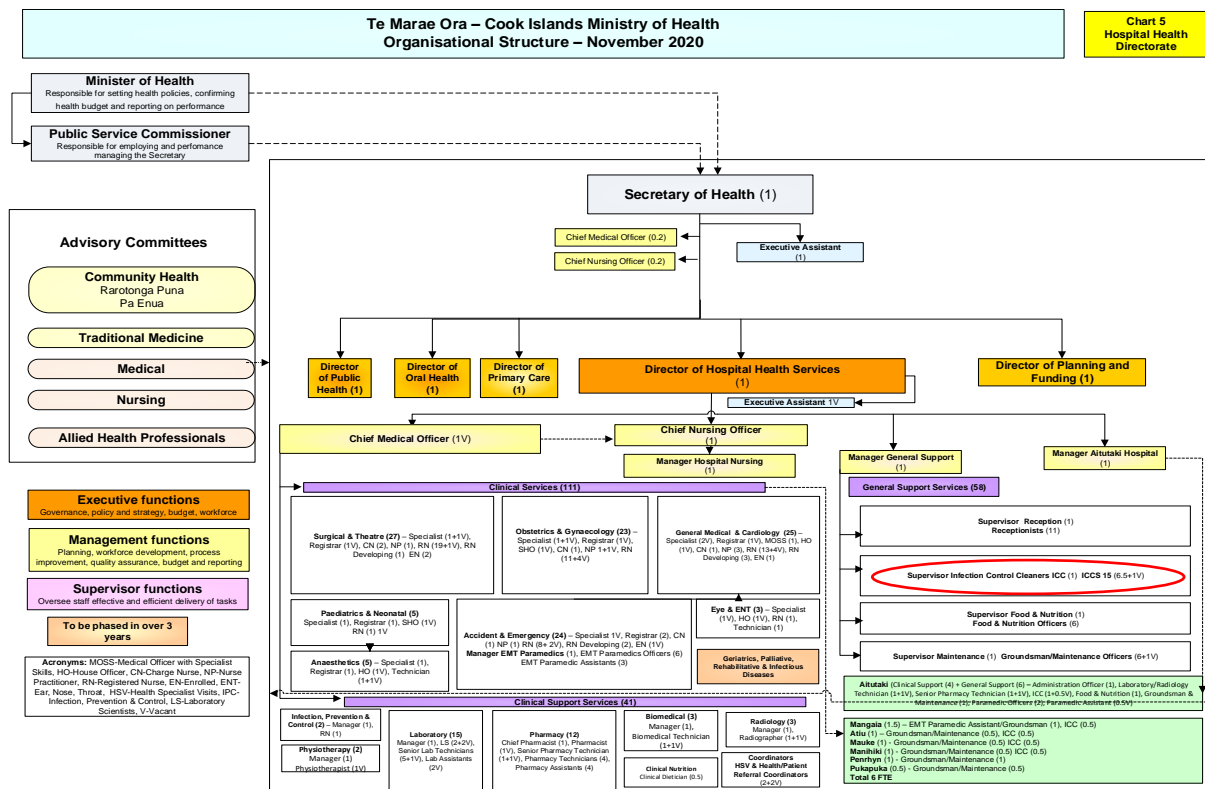 Te Marae Ora – Cook Islands Ministry of Health
Organisational Structure – November 2020
Chart 5
Hospital Health
Directorate
Minister of Health
Responsible for setting health policies, confirming
health budget and reporting on performance
Public Service Commissioner
Responsible for employing and perfomance
managing the Secretary
Secretary of Health (1)
Chief Medical Officer (0.2)
Chief Nursing Officer (0.2)
Executive Assistant
(1)
Advisory Committees
Community Health
Rarotonga Puna
Pa Enua
Traditional Medicine
Medical
Nursing
Allied Health Professionals
Director
of Public
Health (1)
Director of
Oral Health
(1)
Director of
Primary Care
(1)
Director of Hospital Health Services
(1)
Director of Planning and
Funding (1)
Executive Assistant 1V
Chief Medical Officer (1V)
Chief Nursing Officer
(1)
Manager Hospital Nursing
(1)
Manager General Support
(1)
Manager Aitutaki Hospital
(1)
Executive functions
Governance, policy and strategy, budget, workforce
Management functions
Planning, workforce development, process
improvement, quality assurance, budget and reporting
Supervisor functions
Oversee staff effective and efficient delivery of tasks
To be phased in over 3
years
Acronyms: MOSS-Medical Officer with Specialist
Skills, HO-House Officer, CN-Charge Nurse, NP-Nurse
Practitioner, RN-Registered Nurse, EN-Enrolled, ENT-
Ear, Nose, Throat, HSV-Health Specialist Visits, IPC-
Infection, Prevention & Control, LS-Laboratory
Scientists, V-Vacant
Clinical Services (111)
Surgical & Theatre (27) – Specialist (1+1V),
Registrar (1V), CN (2), NP (1), RN (19+1V), RN
Developing (1) EN (2)
Obstetrics & Gynaecology (23) –
Specialist (1+1V), Registrar (1V),
SHO (1V), CN (1), NP 1+1V, RN
(11+4V)
General Medical & Cardiology (25) –
Specialist (2V), Registrar (1V), MOSS (1), HO
(1V), CN (1), NP (3), RN (13+4V), RN
Developing (3), EN (1)
Paediatrics & Neonatal (5)
Specialist (1), Registrar (1), SHO (1V)
RN (1) 1V
Anaesthetics (5) – Specialist (1),
Registrar (1), HO (1V), Technician
(1+1V)
Accident & Emergency (24) – Specialist 1V, Registrar (2), CN
(1) NP (1) RN (8+ 2V), RN Developing (2), EN (1V)
Manager EMT Paramedics (1), EMT Paramedics Officers (6)
EMT Paramedic Assistants (3)
Eye & ENT (3) – Specialist
(1V), HO (1V), RN (1),
Technician (1)
Geriatrics, Palliative,
Rehabilitative & Infectious
Diseases
Clinical Support Services (41)
Infection, Prevention &
Control (2) – Manager (1),
RN (1)
Physiotherapy (2)
Manager (1)
Physiotherapist (1V)
Laboratory (15)
Manager (1), LS (2+2V),
Senior Lab Technicians
(5+1V), Lab Assistants
(2V)
Pharmacy (12)
Chief Pharmacist (1), Pharmacist
(1V), Senior Pharmacy Technician
(1+1V), Pharmacy Technicians (4),
Pharmacy Assistants (4)
Biomedical (3)
Manager (1),
Biomedical Technician
(1+1V)
Clinical Nutrition
Clinical Dietician (0.5)
Radiology (3)
Manager (1),
Radiographer (1+1V)
Coordinators
HSV & Health/Patient
Referral Coordinators
(2+2V)
General Support Services (58)
Supervisor Reception (1)
Receptionists (11)
Supervisor Infection Control Cleaners ICC (1) ICCS 15 (6.5+1V)
Supervisor Food & Nutrition (1)
Food & Nutrition Officers (6)
Supervisor Maintenance (1) Groundsman/Maintenance Officers (6+1V)
Aitutaki (Clinical Support (4) + General Support (6) – Administration Officer (1), Laboratory/Radiology
Technician (1+1V), Senior Pharmacy Technician (1+1V), ICC (1+0.5V), Food & Nutrition (1), Groundsman &
Maintenance (1), Paramedic Officers (2); Paramedic Assistant (0.5V)
Mangaia (1.5) – EMT Paramedic Assistant/Groundsman (1), ICC (0.5)
Atiu (1) – Groundsman/Maintenance (0.5), ICC (0.5)
Mauke (1) - Groundsman/Maintenance (0.5) ICC (0.5)
Manihiki (1) - Groundsman/Maintenance (0.5) ICC (0.5)
Penrhyn (1) - Groundsman/Maintenance (1)
Pukapuka (0.5) - Groundsman/Maintenance (0.5)
Total 6 FTE